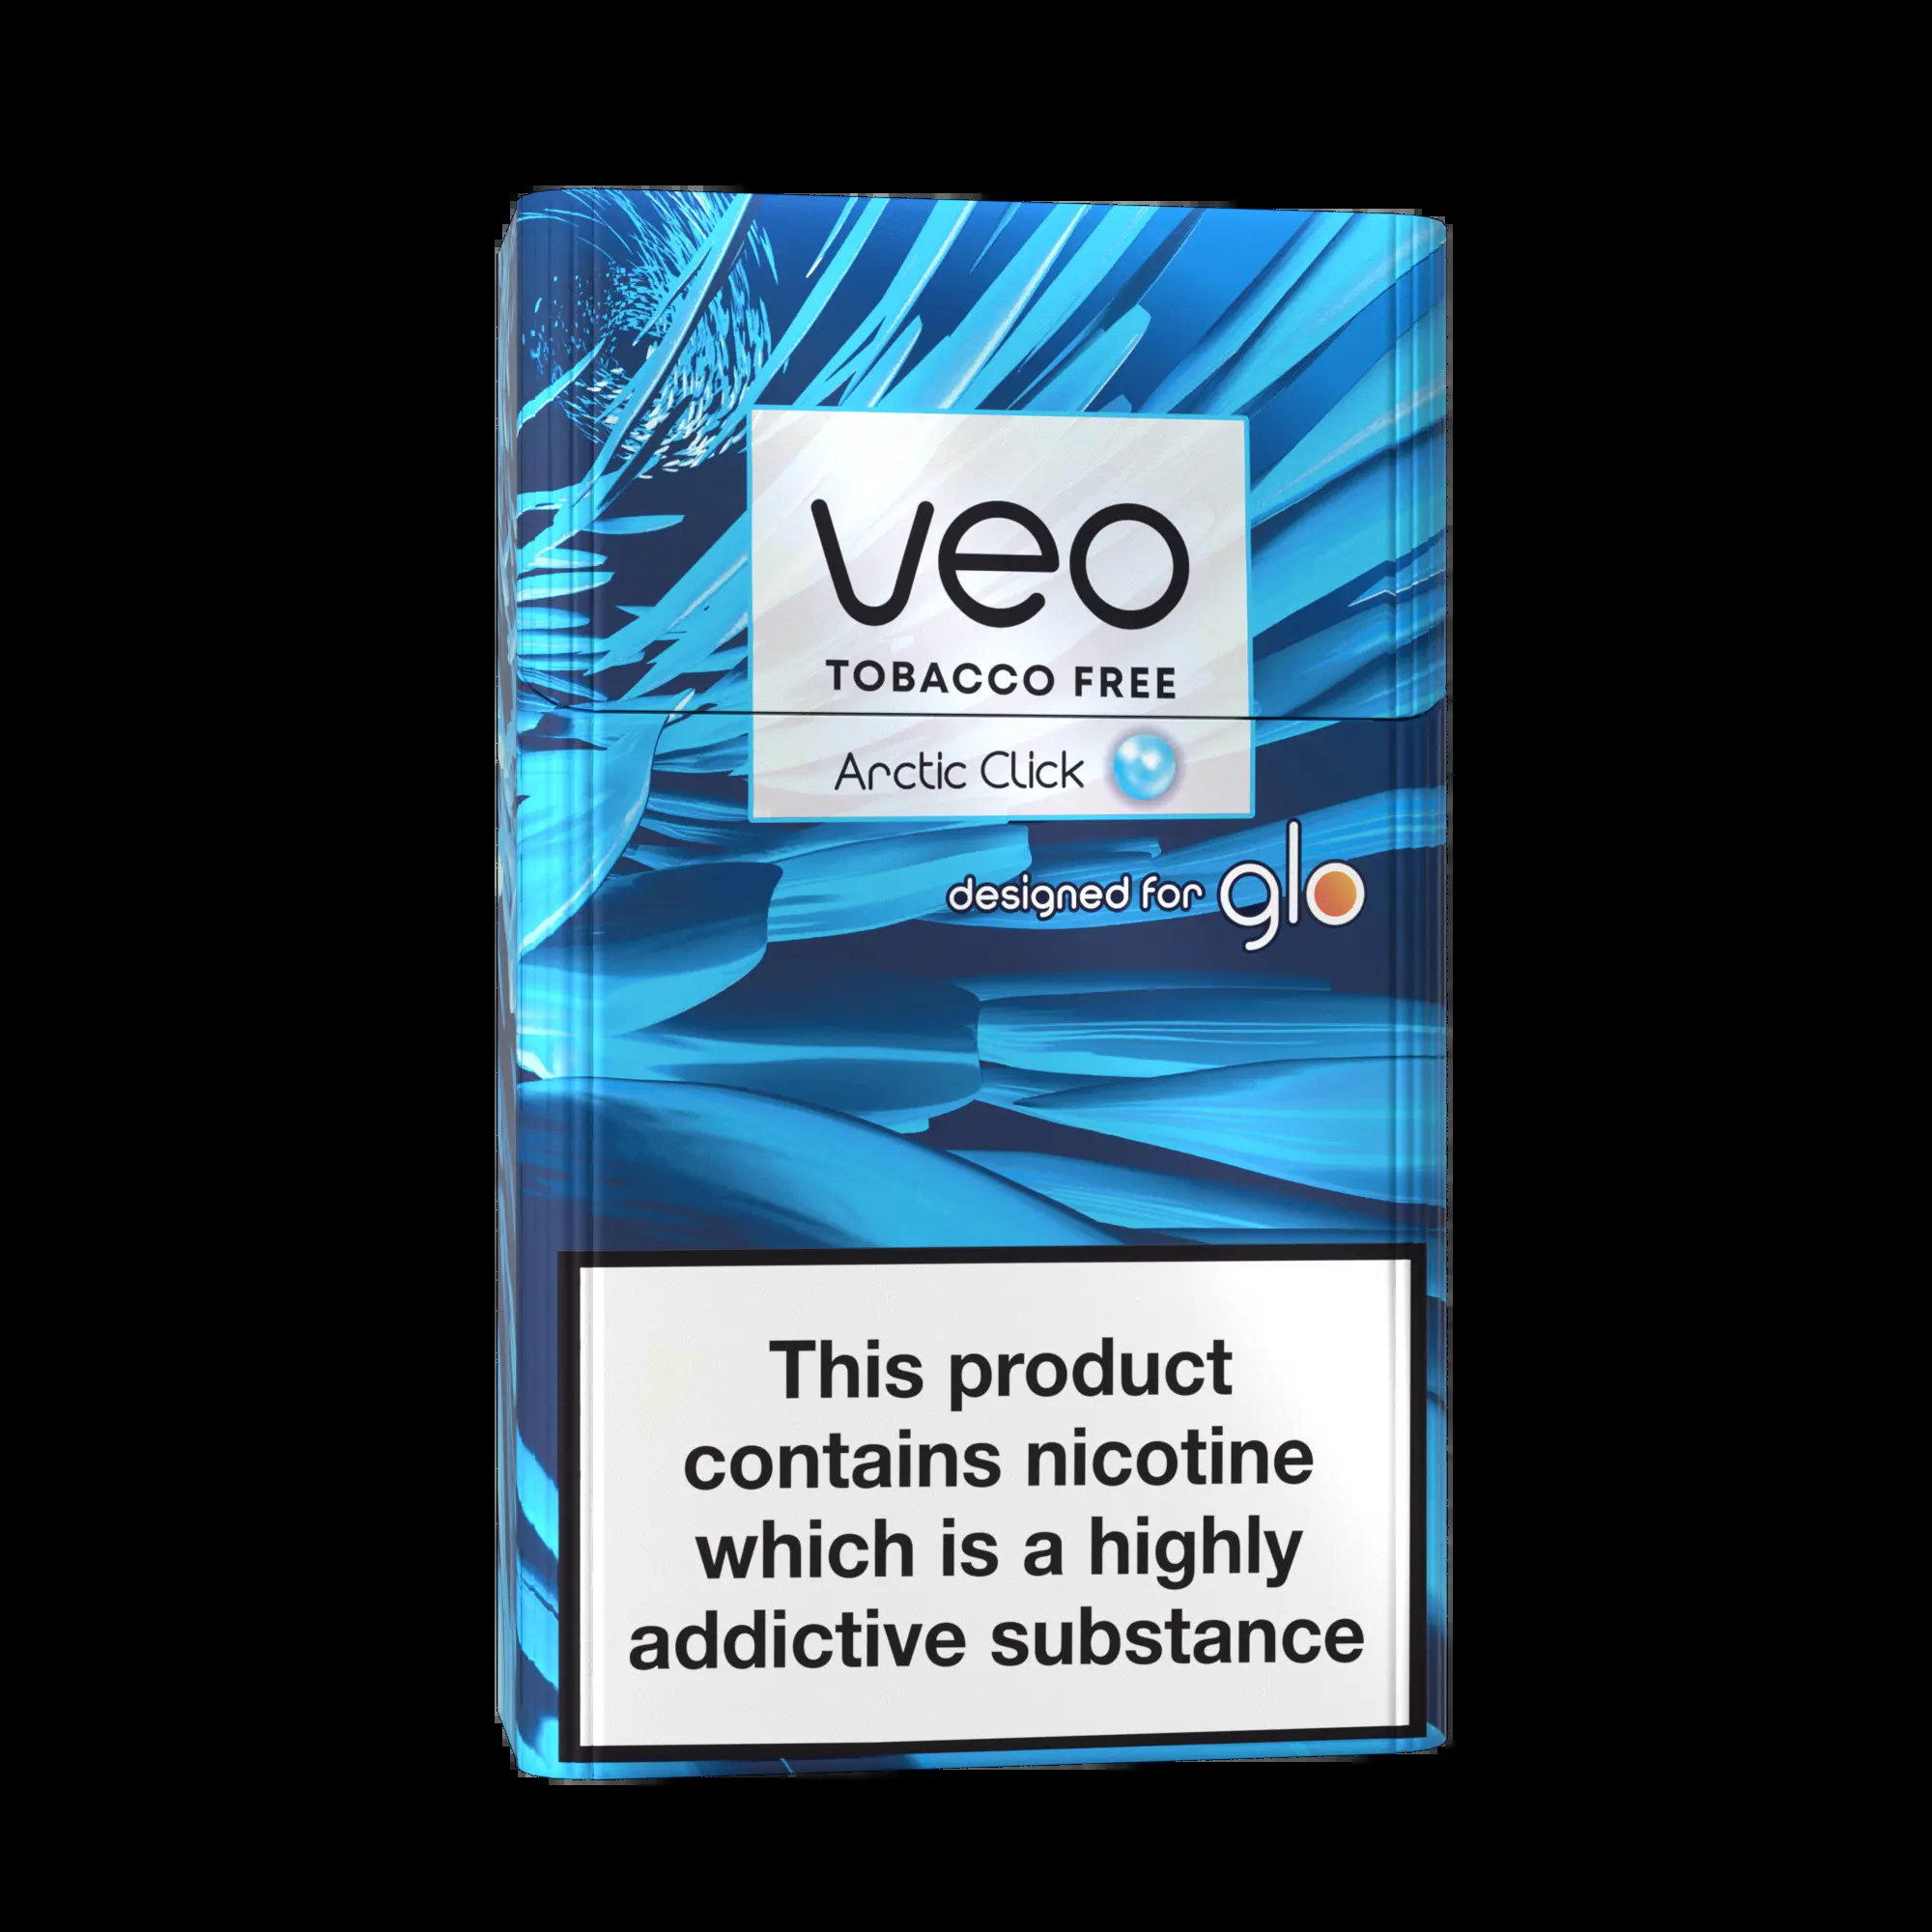 veo
TOBACCO FREE
Arctic Click
designed for glo
This product
contains nicotine
which is a highly
addictive substance